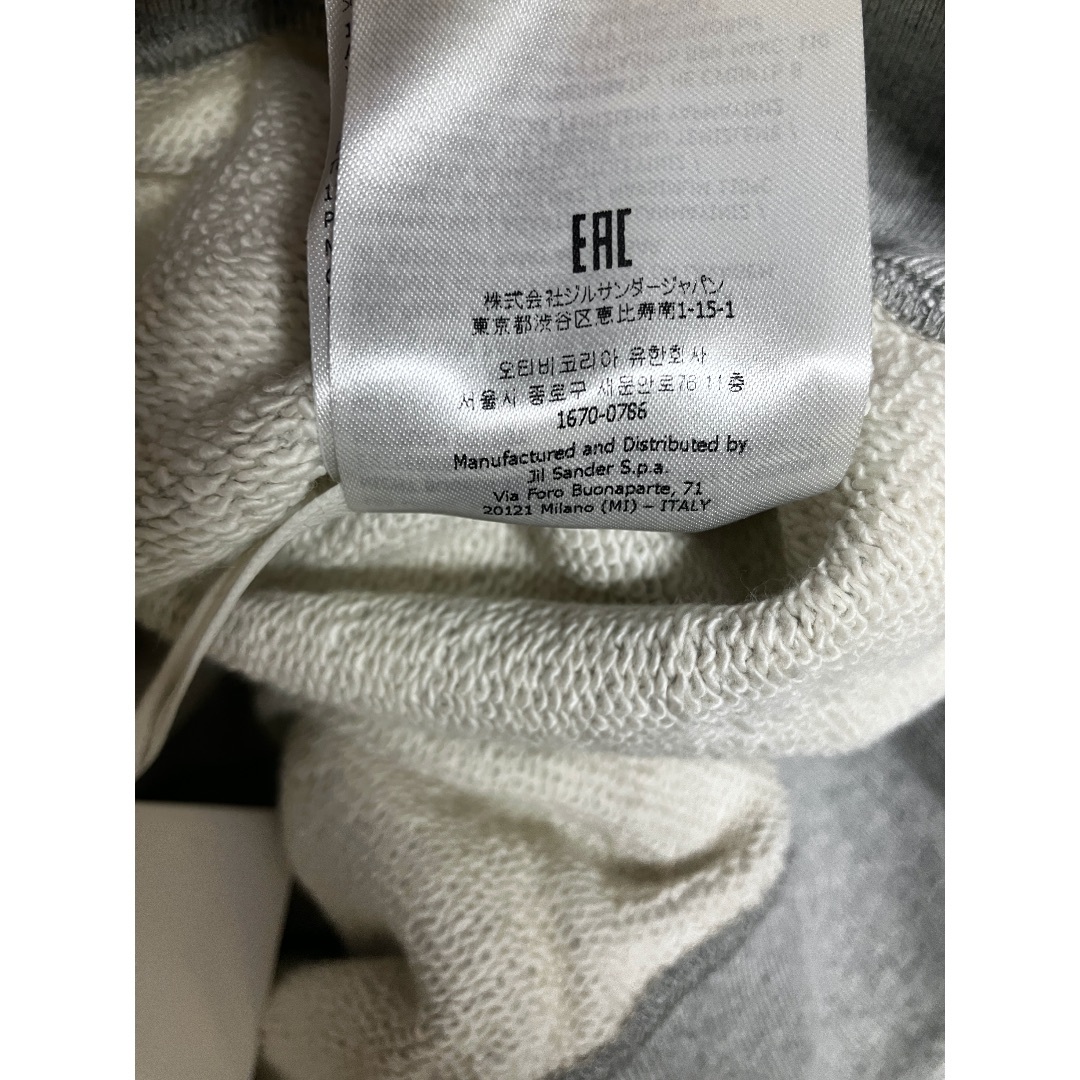 EAC
株式会社ジルサンダージャパン
東京都渋谷区恵比寿南1-15-1
오티비코리아 유한회사
서울시 종로구 새문안로76 11층
1670-0766
Manufactured and Distributed by
Jil Sander S.p.a.
Via Foro Buonaparte, 71
20121 Milano (MI) – ITALY